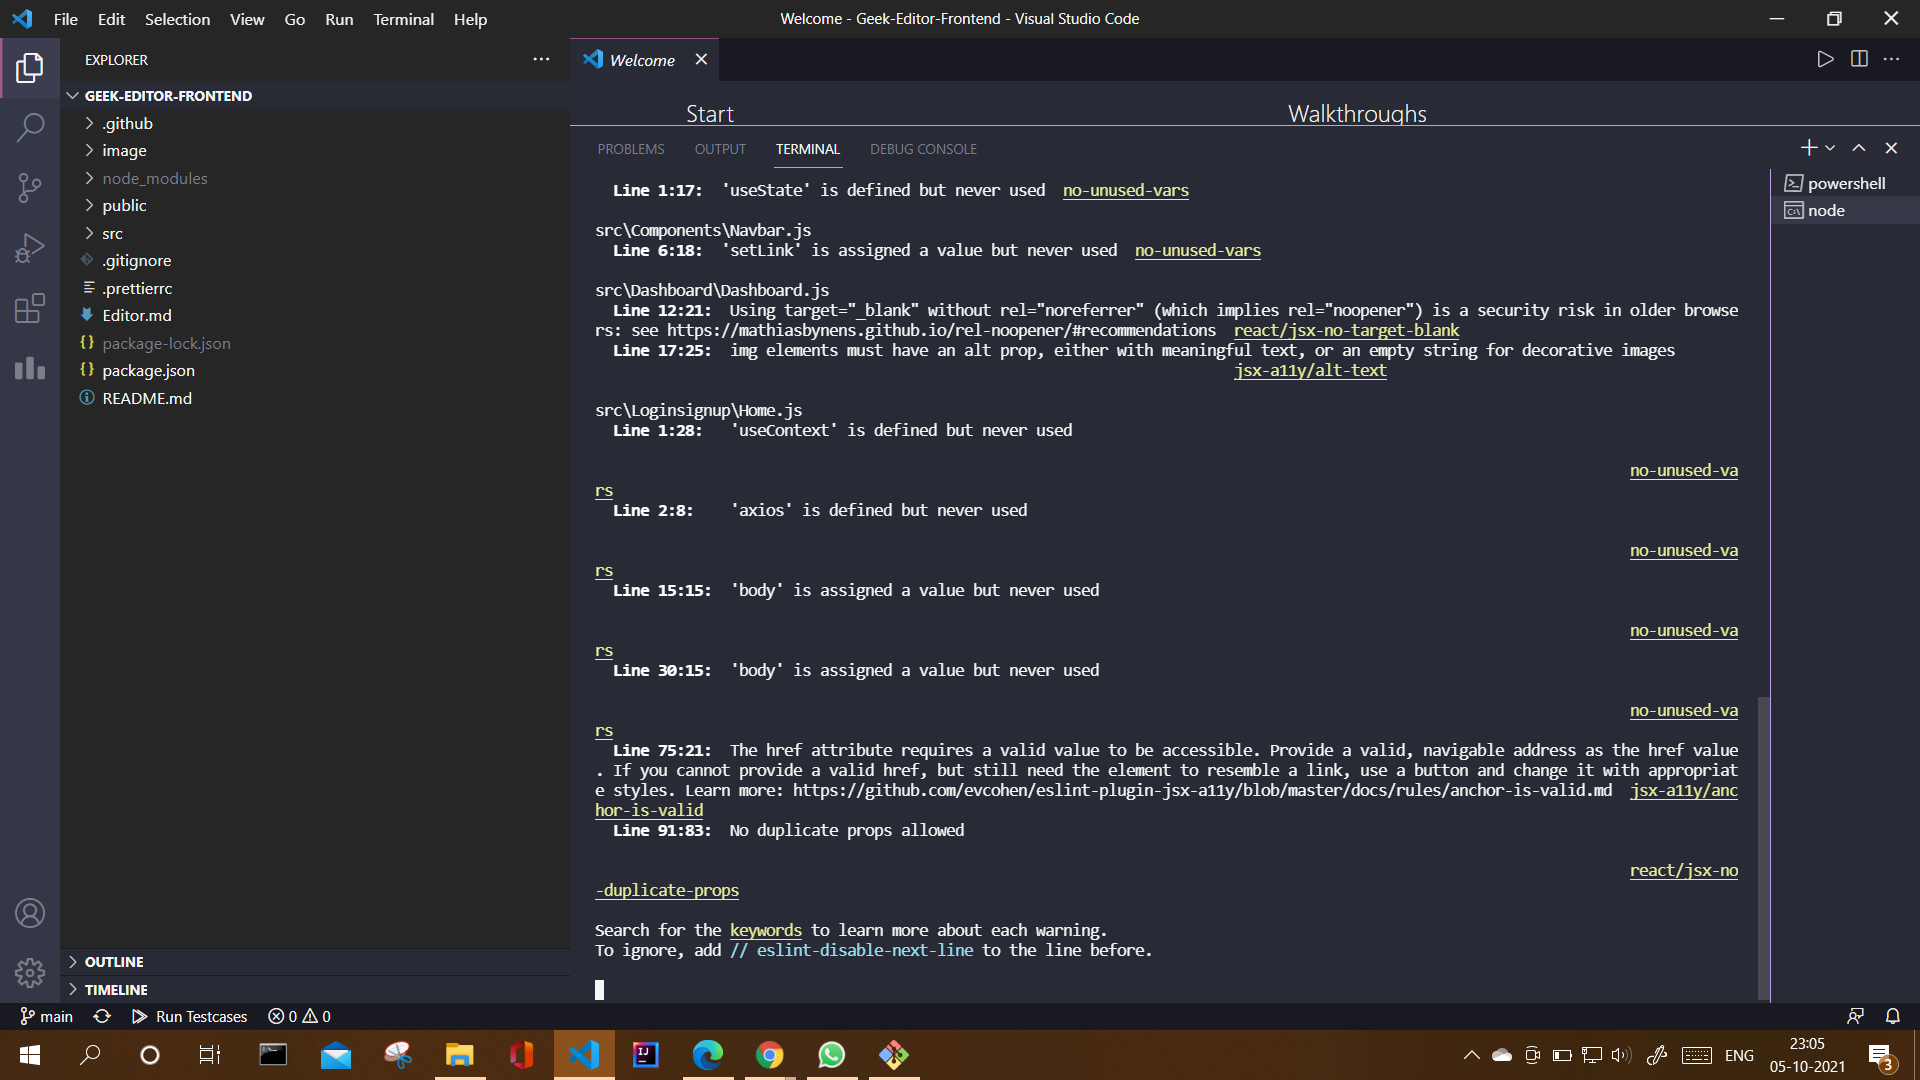 File Edit Selection View Go Run Terminal Help
Welcome - Geek-Editor-Frontend - Visual Studio Code
EXPLORER
GEEK-EDITOR-FRONTEND
.github
image
node_modules
public
src
.gitignore
.prettierrc
Editor.md
package-lock.json
package.json
README.md
OUTLINE
TIMELINE
Welcome
Start
Walkthroughs
PROBLEMS OUTPUT TERMINAL DEBUG CONSOLE
powershell
node
Line 1:17: 'useState' is defined but never used no-unused-vars
src\Components\Navbar.js
Line 6:18: 'setLink' is assigned a value but never used no-unused-vars
src\Dashboard\Dashboard.js
Line 12:21: Using target="_blank" without rel="noreferrer" (which implies rel="noopener") is a security risk in older browse
rs: see https://mathiasbynens.github.io/rel-noopener/#recommendations react/jsx-no-target-blank
Line 17:25: img elements must have an alt prop, either with meaningful text, or an empty string for decorative images
jsx-a11y/alt-text
src\Loginsignup\Home.js
Line 1:28: 'useContext' is defined but never used
no-unused-va
rs
Line 2:8: 'axios' is defined but never used
no-unused-va
rs
Line 15:15: 'body' is assigned a value but never used
no-unused-va
rs
Line 30:15: 'body' is assigned a value but never used
no-unused-va
rs
Line 75:21: The href attribute requires a valid value to be accessible. Provide a valid, navigable address as the href value
. If you cannot provide a valid href, but still need the element to resemble a link, use a button and change it with appropriat
e styles. Learn more: https://github.com/evcohen/eslint-plugin-jsx-a11y/blob/master/docs/rules/anchor-is-valid.md jsx-a11y/anc
hor-is-valid
Line 91:83: No duplicate props allowed
react/jsx-no
-duplicate-props
Search for the keywords to learn more about each warning.
To ignore, add // eslint-disable-next-line to the line before.
main Run Testcases 0 0
ENG
23:05
05-10-2021
3